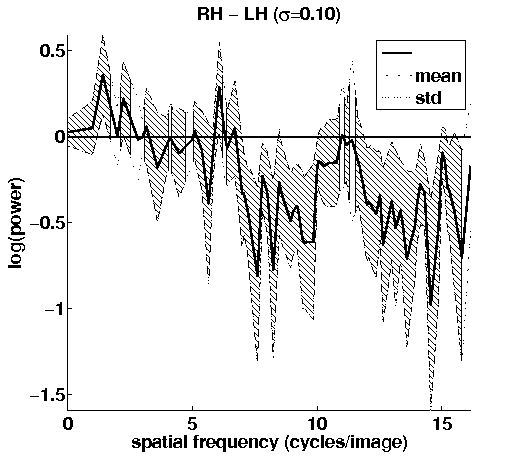 RH − LH (σ=0.10)
0.5
0
−0.5
−1
−1.5
log(power)
mean
std
0 5 10 15
spatial frequency (cycles/image)